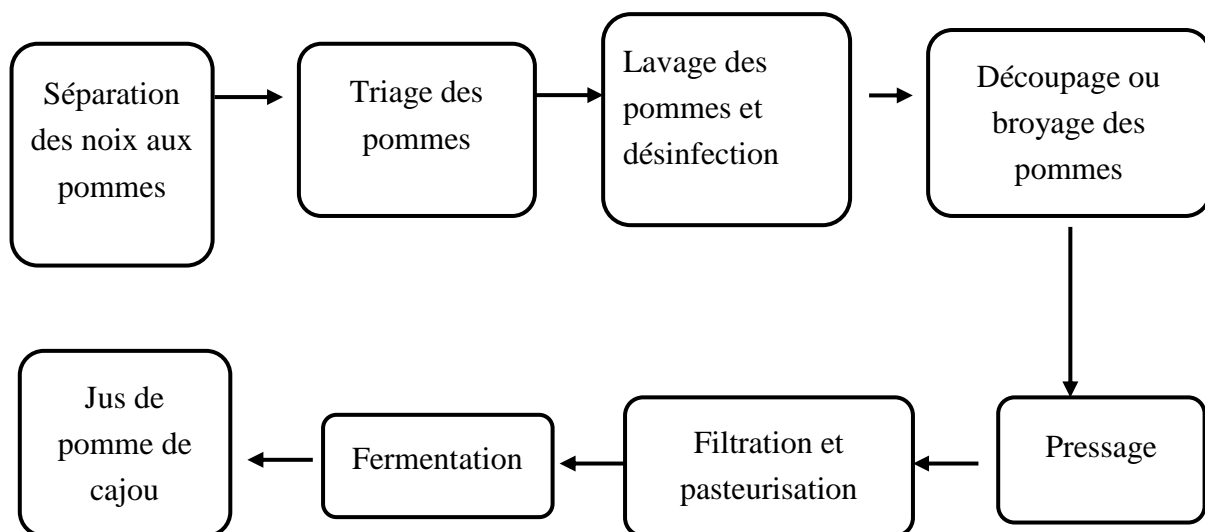 Séparation
des noix aux
pommes
Triage des
pommes
Lavage des
pommes et
désinfection
Découpage ou
broyage des
pommes
Pressage
Filtration et
pasteurisation
Fermentation
Jus de
pomme de
cajou